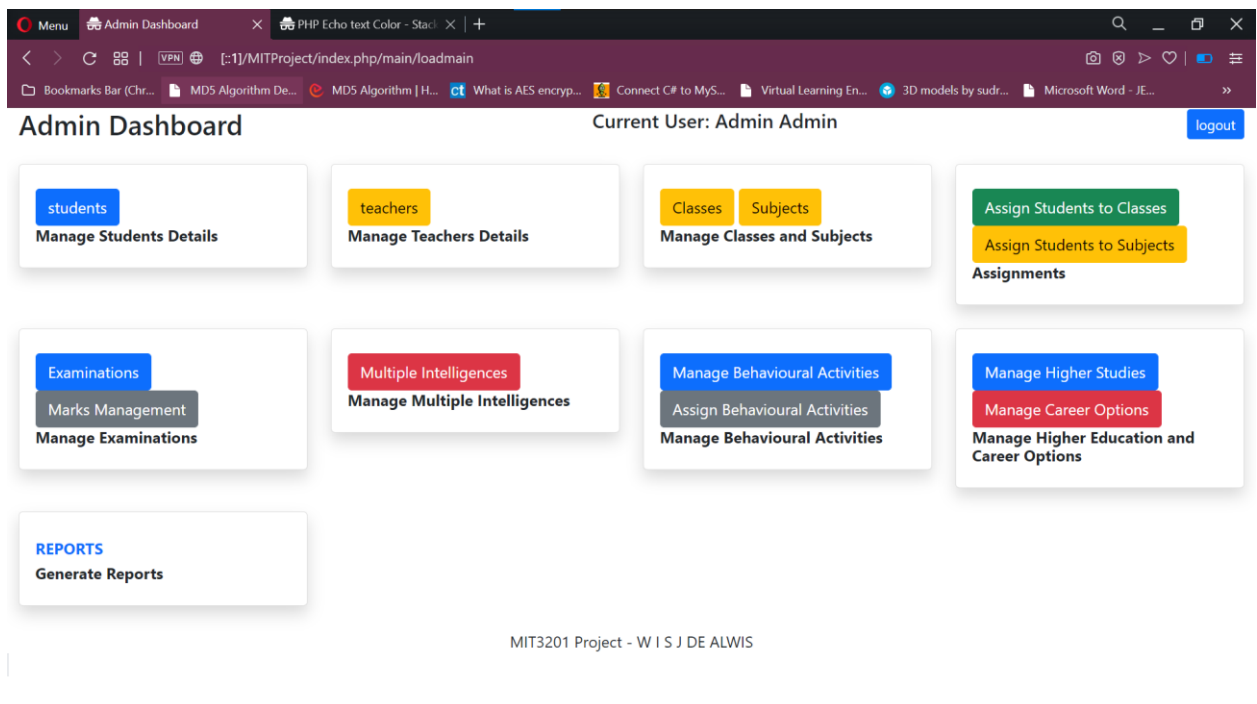 Menu
Admin Dashboard
PHP Echo text Color - Stack
VPN
[::1]/MITProject/index.php/main/loadmain
Bookmarks Bar (Chr...
MD5 Algorithm De...
MD5 Algorithm | H...
ct
What is AES encryp...
Connect C# to MyS...
Virtual Learning En...
3D models by sudr...
Microsoft Word - JE...
Admin Dashboard
Current User: Admin Admin
logout
students
Manage Students Details
teachers
Manage Teachers Details
Classes Subjects
Manage Classes and Subjects
Assign Students to Classes
Assign Students to Subjects
Assignments
Examinations
Marks Management
Manage Examinations
Multiple Intelligences
Manage Multiple Intelligences
Manage Behavioural Activities
Assign Behavioural Activities
Manage Behavioural Activities
Manage Higher Studies
Manage Career Options
Manage Higher Education and
Career Options
REPORTS
Generate Reports
MIT3201 Project - W I S J DE ALWIS